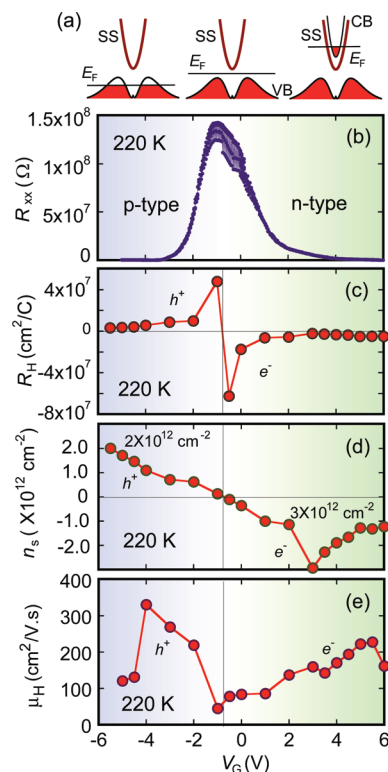 (a)
SS SS SS CB
E_F E_F E_F
VB
(b)
220 K
p-type n-type
R_xx (Ω)
1.5x10^8
1.0x10^8
5x10^7
0
(c)
h^+
e^-
220 K
R_H (cm^2/C)
4x10^7
0
-4x10^7
-8x10^7
(d)
2X10^12 cm^-2
h^+
3X10^12 cm^-2
e^-
220 K
n_s ( X10^12 cm^-2)
2.0
1.0
0
-1.0
-2.0
(e)
h^+
e^-
220 K
μ_H (cm^2/V.s)
400
300
200
100
0
-6 -4 -2 0 2 4 6
V_G (V)